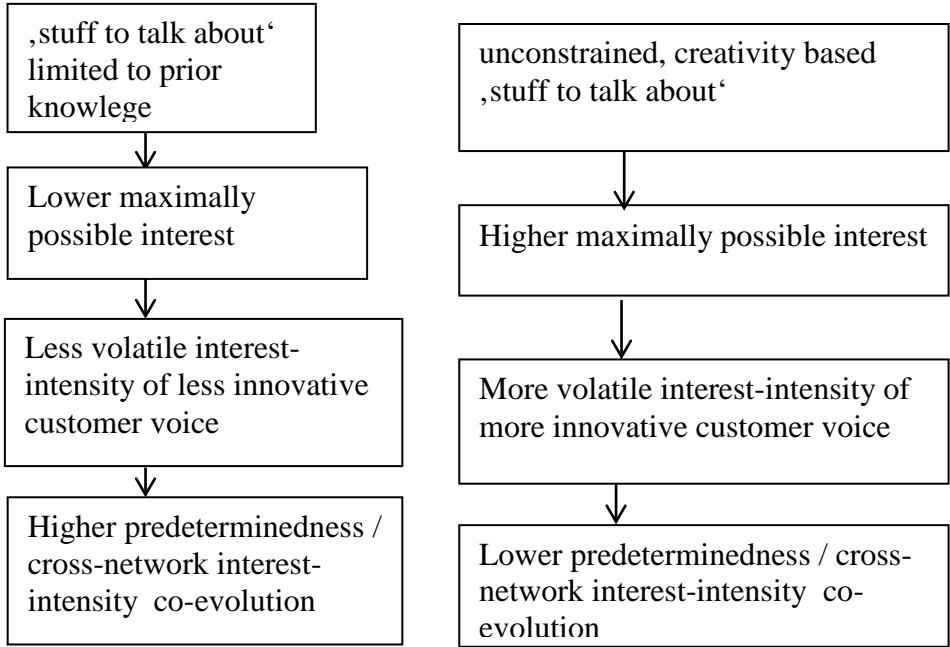 ‚stuff to talk about‘
limited to prior
knowlege
Lower maximally
possible interest
Less volatile interest-
intensity of less innovative
customer voice
Higher predeterminedness /
cross-network interest-
intensity  co-evolution
unconstrained, creativity based
‚stuff to talk about‘
Higher maximally possible interest
More volatile interest-intensity of
more innovative customer voice
Lower predeterminedness / cross-
network interest-intensity  co-
evolution